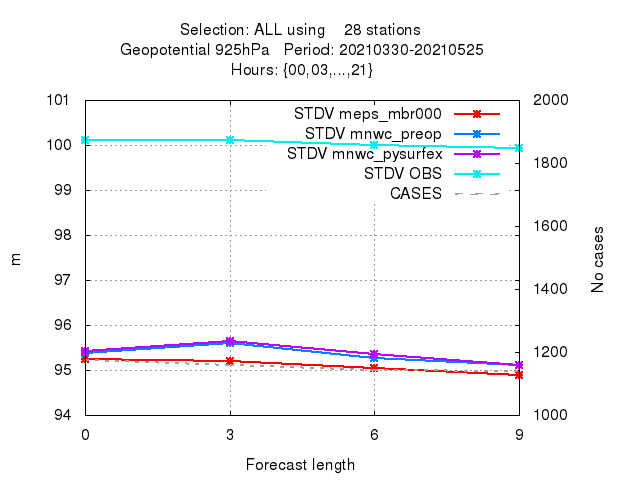 Selection: ALL using    28 stations
Geopotential 925hPa   Period: 20210330-20210525
Hours: {00,03,...,21}
101 2000
STDV meps_mbr000
STDV mnwc_preop
100
STDV mnwc_pysurfex
1800
STDV OBS
99
CASES
1600
98
m
No cases
97
1400
96
1200
95
94 1000
0 3 6 9
Forecast length